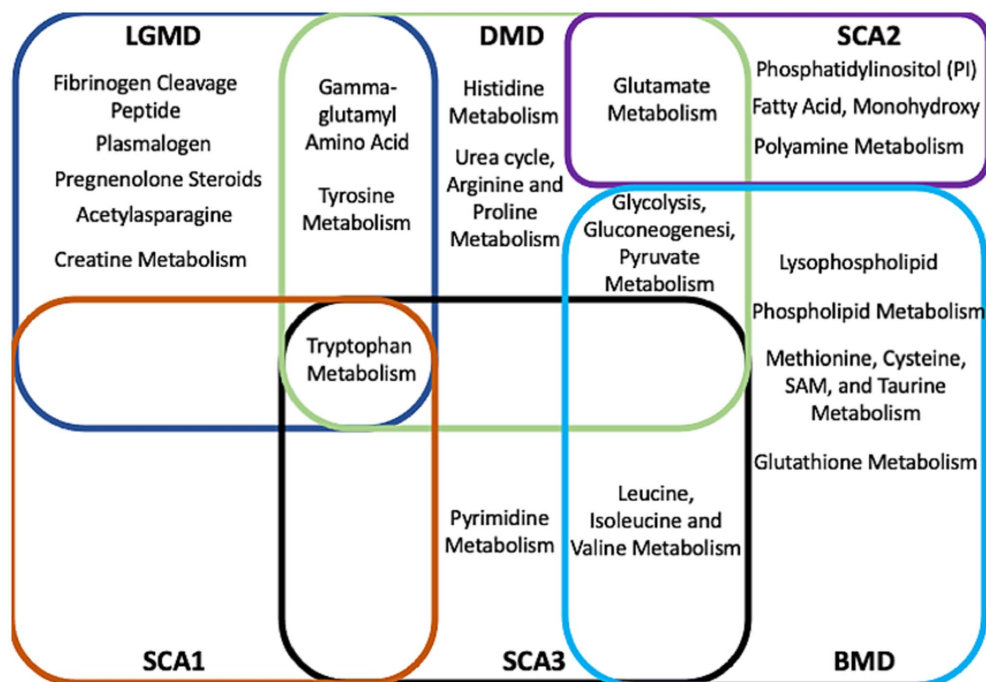 LGMD
Fibrinogen Cleavage
Peptide
Plasmalogen
Pregnenolone Steroids
Acetylasparagine
Creatine Metabolism
Gamma-
glutamyl
Amino Acid
Tyrosine
Metabolism
DMD
Histidine
Metabolism
Urea cycle,
Arginine and
Proline
Metabolism
Glutamate
Metabolism
SCA2
Phosphatidylinositol (PI)
Fatty Acid, Monohydroxy
Polyamine Metabolism
Glycolysis,
Gluconeogenesi,
Pyruvate
Metabolism
Lysophospholipid
Phospholipid Metabolism
Methionine, Cysteine,
SAM, and Taurine
Metabolism
Glutathione Metabolism
Tryptophan
Metabolism
Pyrimidine
Metabolism
Leucine,
Isoleucine and
Valine Metabolism
SCA1
SCA3
BMD